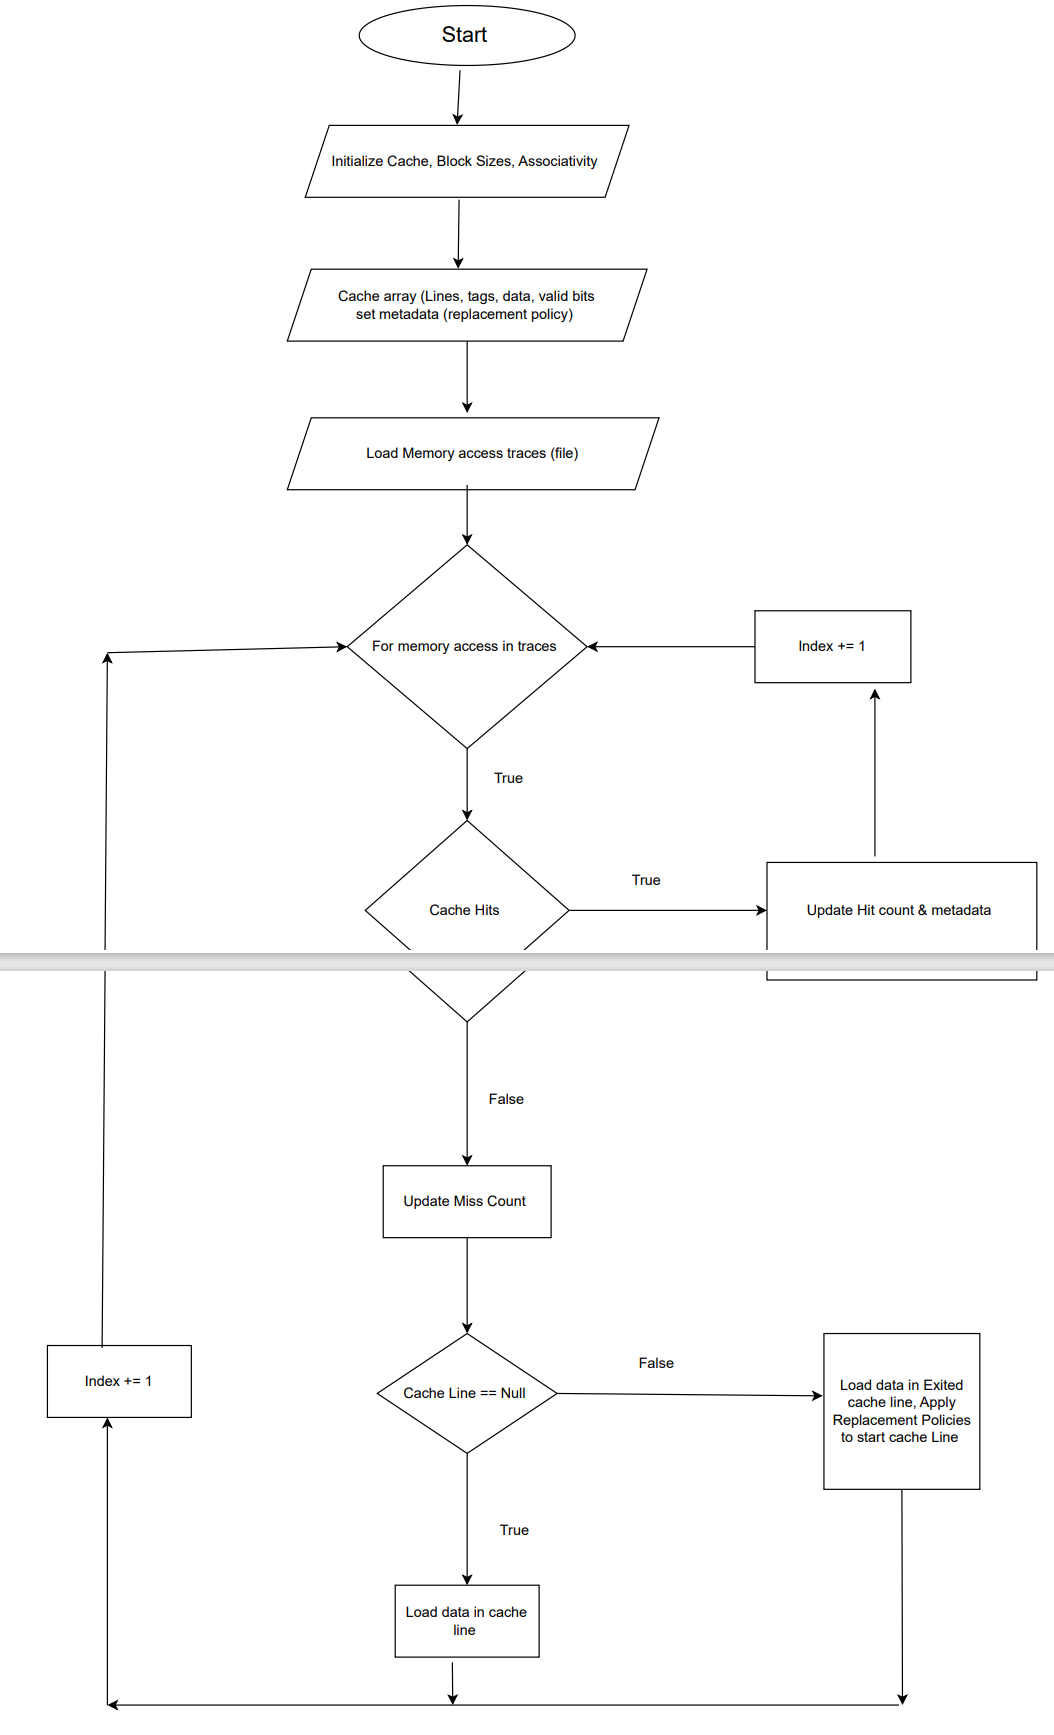 Start
Initialize Cache, Block Sizes, Associativity
Cache array (Lines, tags, data, valid bits
set metadata (replacement policy)
Load Memory access traces (file)
For memory access in traces
Index += 1
True
Cache Hits
True
Update Hit count & metadata
False
Update Miss Count
Index += 1
Cache Line == Null
False
Load data in Exited
cache line, Apply
Replacement Policies
to start cache Line
True
Load data in cache
line